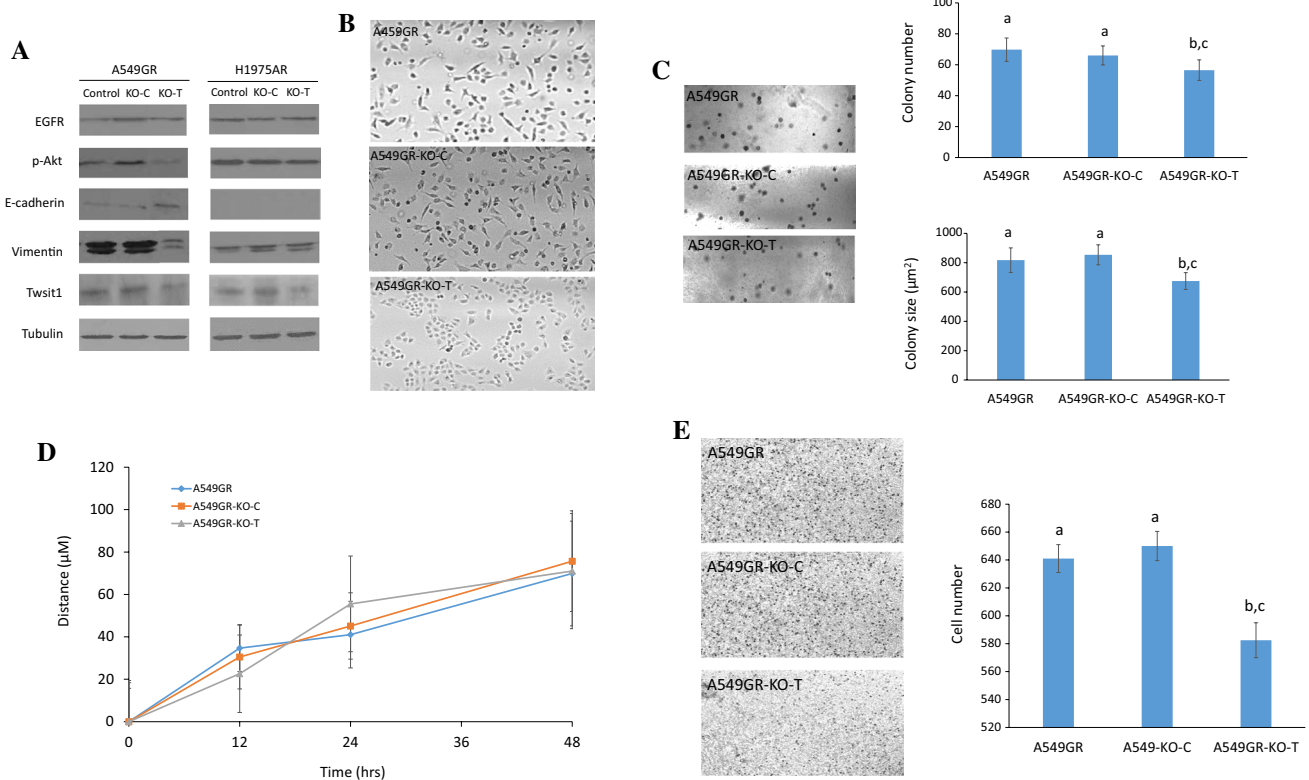 A
A549GR
H1975AR
Control KO-C KO-T
Control KO-C KO-T
EGFR
p-Akt
E-cadherin
Vimentin
Twsit1
Tubulin
B
A459GR
A549GR-KO-C
A549GR-KO-T
C
A549GR
A549GR-KO-C
A549GR-KO-T
Colony number
100
80
60
40
20
0
a
a
b,c
A549GR
A549GR-KO-C
A549GR-KO-T
Colony size (µm²)
1000
800
600
400
200
0
a
a
b,c
A549GR
A549GR-KO-C
A549GR-KO-T
D
Distance (µM)
120
100
80
60
40
20
0
A549GR
A549GR-KO-C
A549GR-KO-T
0
12
24
36
48
Time (hrs)
E
A549GR
A549GR-KO-C
A549GR-KO-T
Cell number
680
660
640
620
600
580
560
540
520
a
a
b,c
A549GR
A549-KO-C
A549GR-KO-T